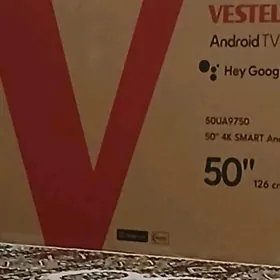 VESTEL
Android TV
Hey Goog
50UA9750
50" 4K SMART An
50"
126 c